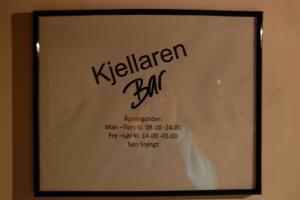 Kjellaren
Bar
Åpningstider:
Man –Tors kl. 08.00 -24.00
Fre –Lør kl. 14.00 -05.00
Søn Stengt